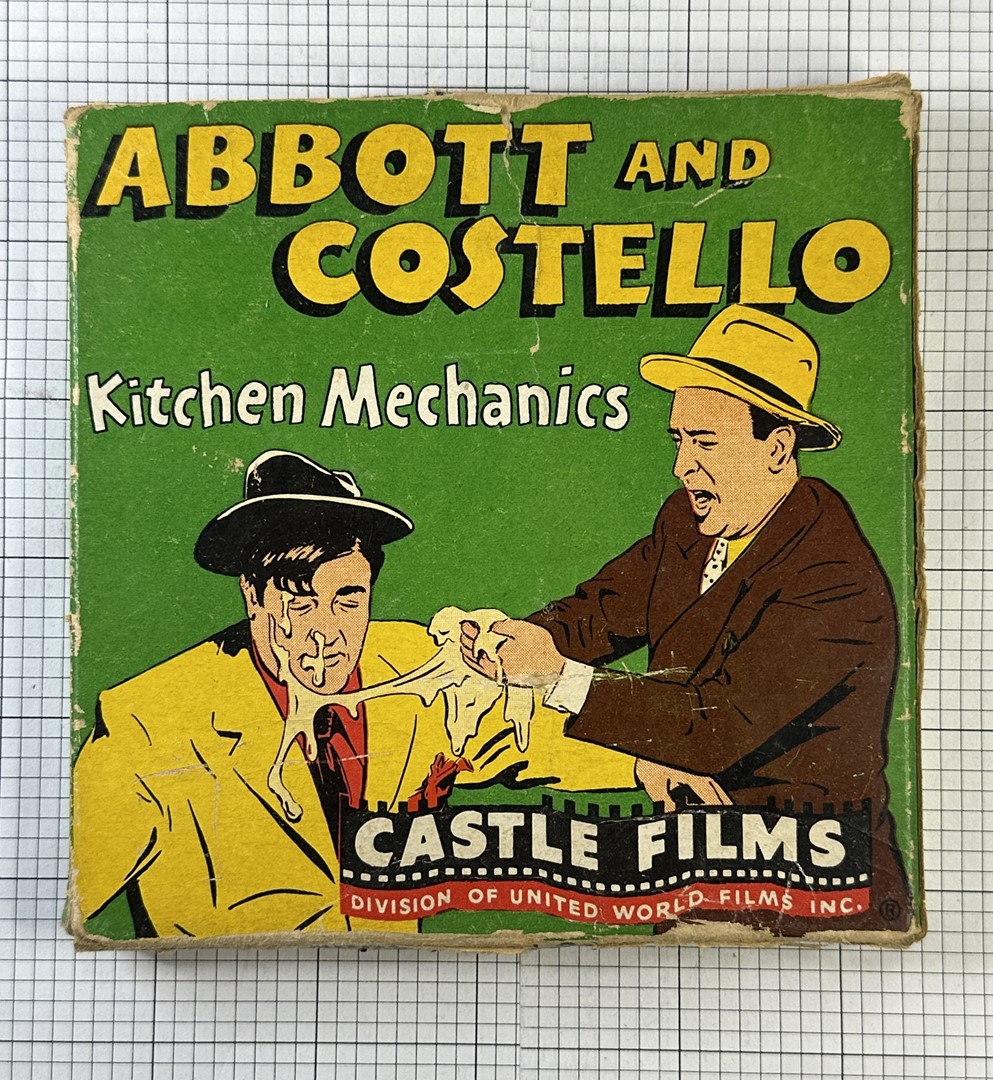 ABBOTT AND
COSTELLO
Kitchen Mechanics
CASTLE FILMS
DIVISION OF UNITED WORLD FILMS INC. ®